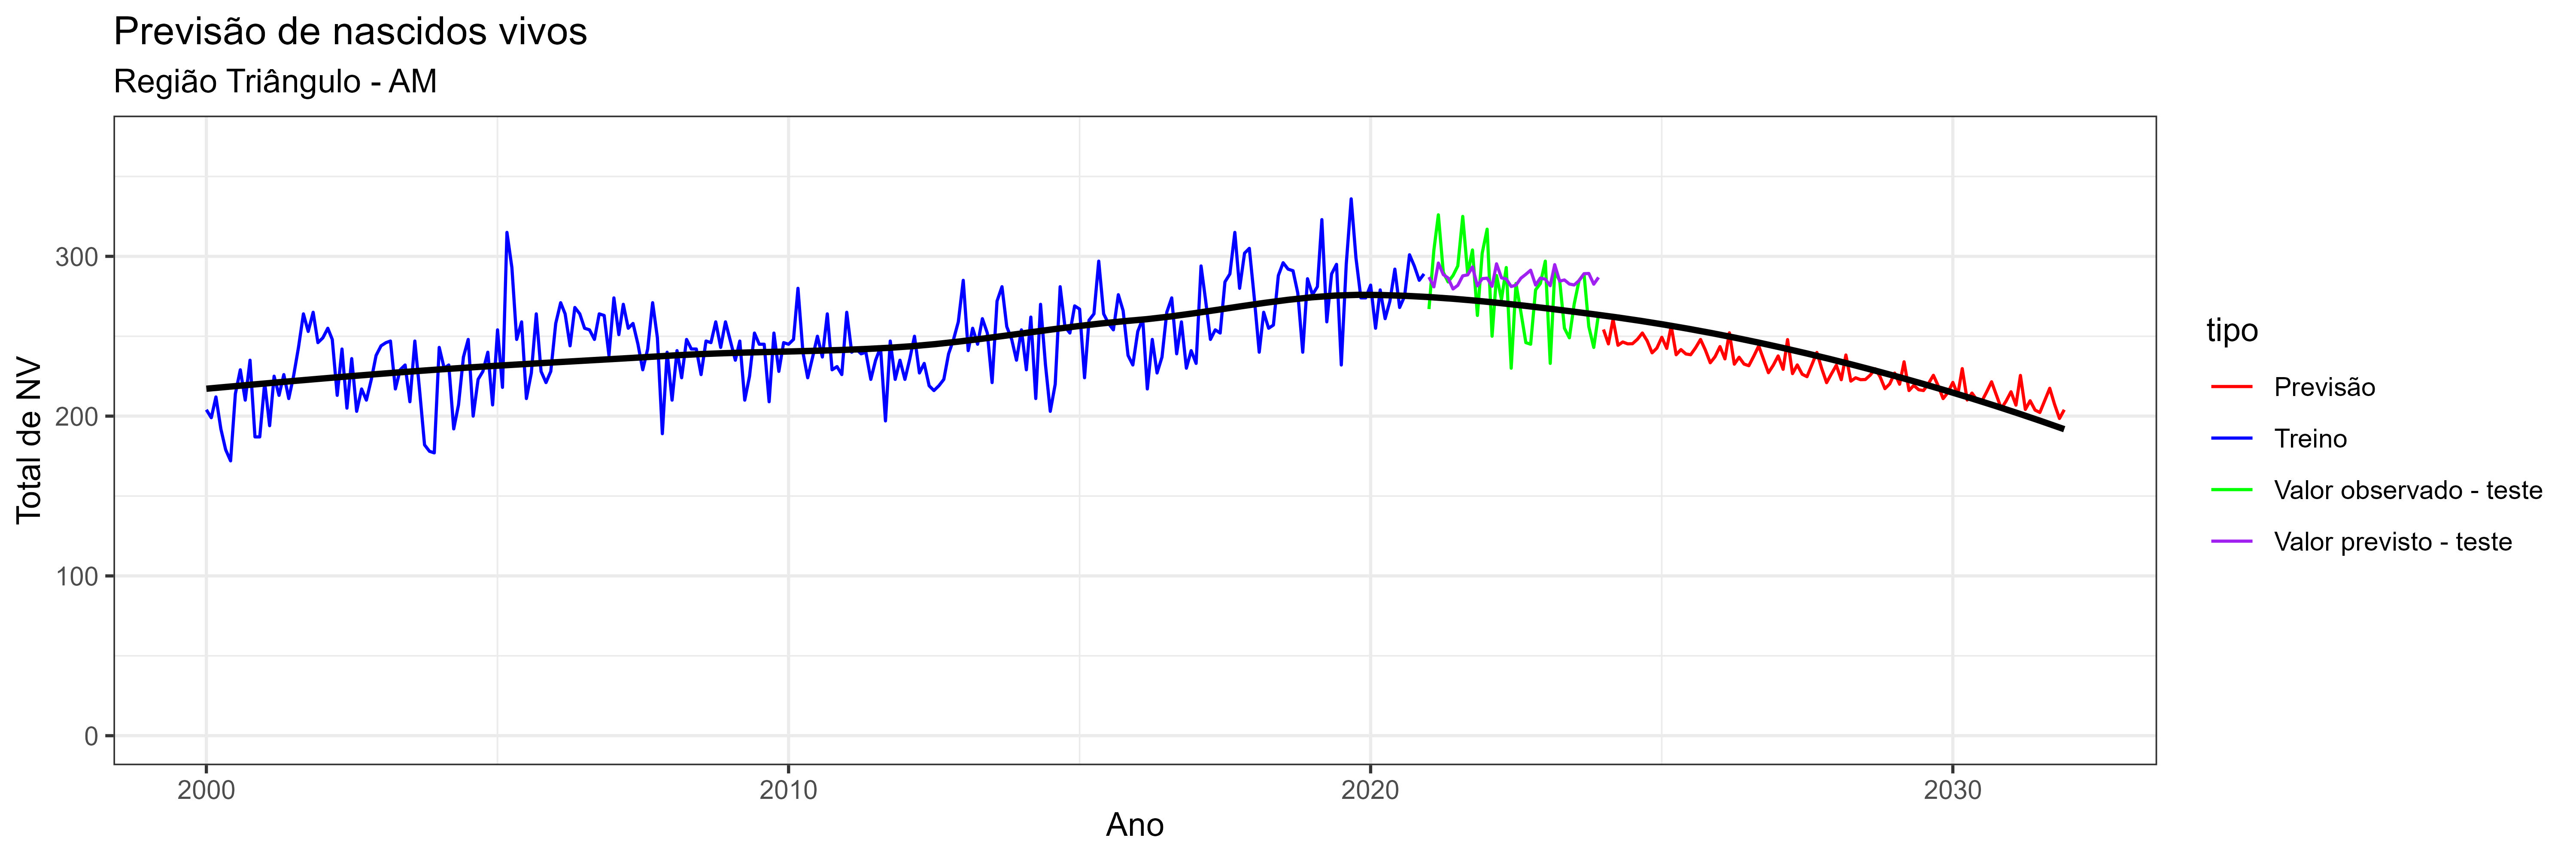 Previsão de nascidos vivos
Região Triângulo - AM
Total de NV
300
200
100
0
2000
2010
2020
2030
Ano
tipo
Previsão
Treino
Valor observado - teste
Valor previsto - teste